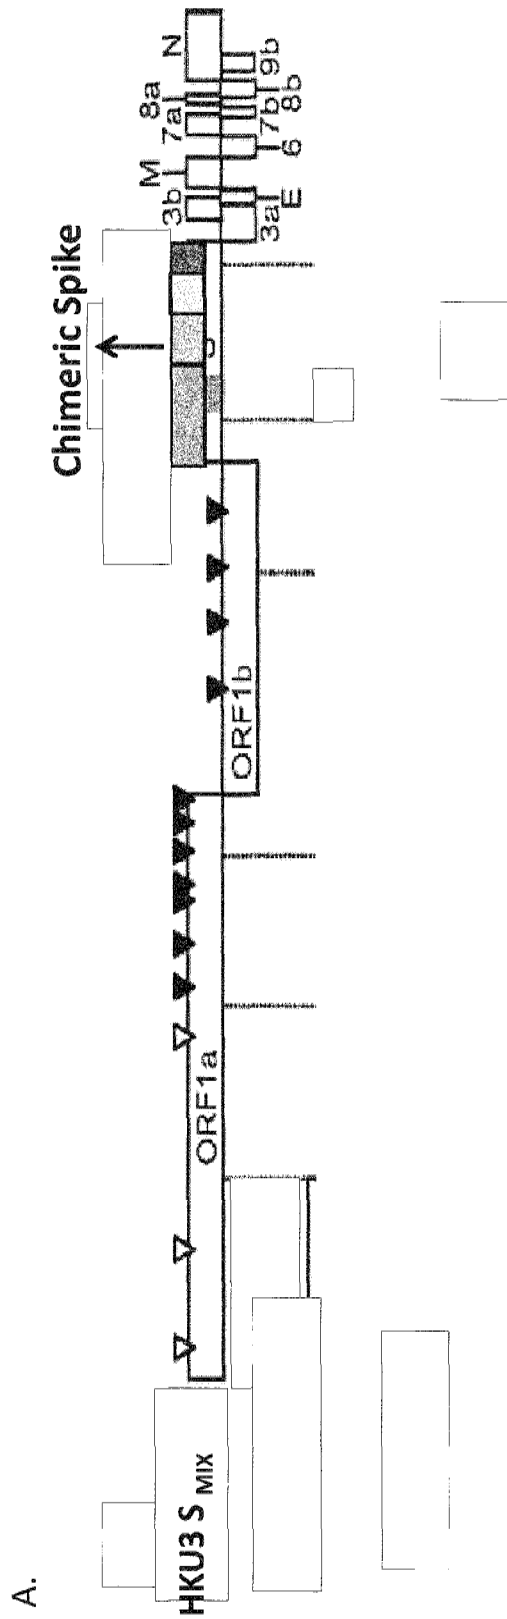 A.
HKU3 S MIX
Chimeric Spike
ORF1a
ORF1b
3a
3b
E
M
6
7a
7b
8a
8b
N
9b